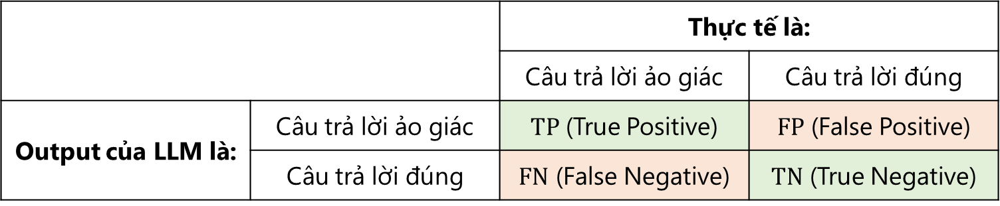 Thực tế là:
Câu trả lời ảo giác
Câu trả lời đúng
Output của LLM là:
Câu trả lời ảo giác
TP (True Positive)
FP (False Positive)
Câu trả lời đúng
FN (False Negative)
TN (True Negative)